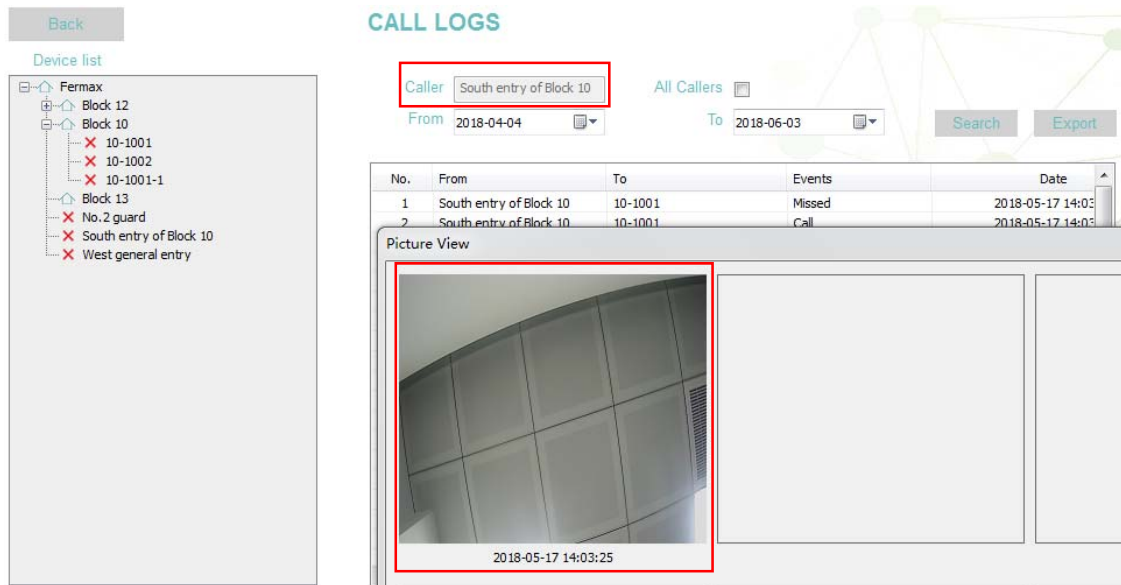 Back
Device list
Fermax
Block 12
Block 10
10-1001
10-1002
10-1001-1
Block 13
No.2 guard
South entry of Block 10
West general entry
CALL LOGS
Caller South entry of Block 10 All Callers
From 2018-04-04 To 2018-06-03 Search Export
No. From To Events Date
1 South entry of Block 10 10-1001 Missed 2018-05-17 14:03
2 South entry of Block 10 10-1001 Call 2018-05-17 14:03
Picture View
2018-05-17 14:03:25